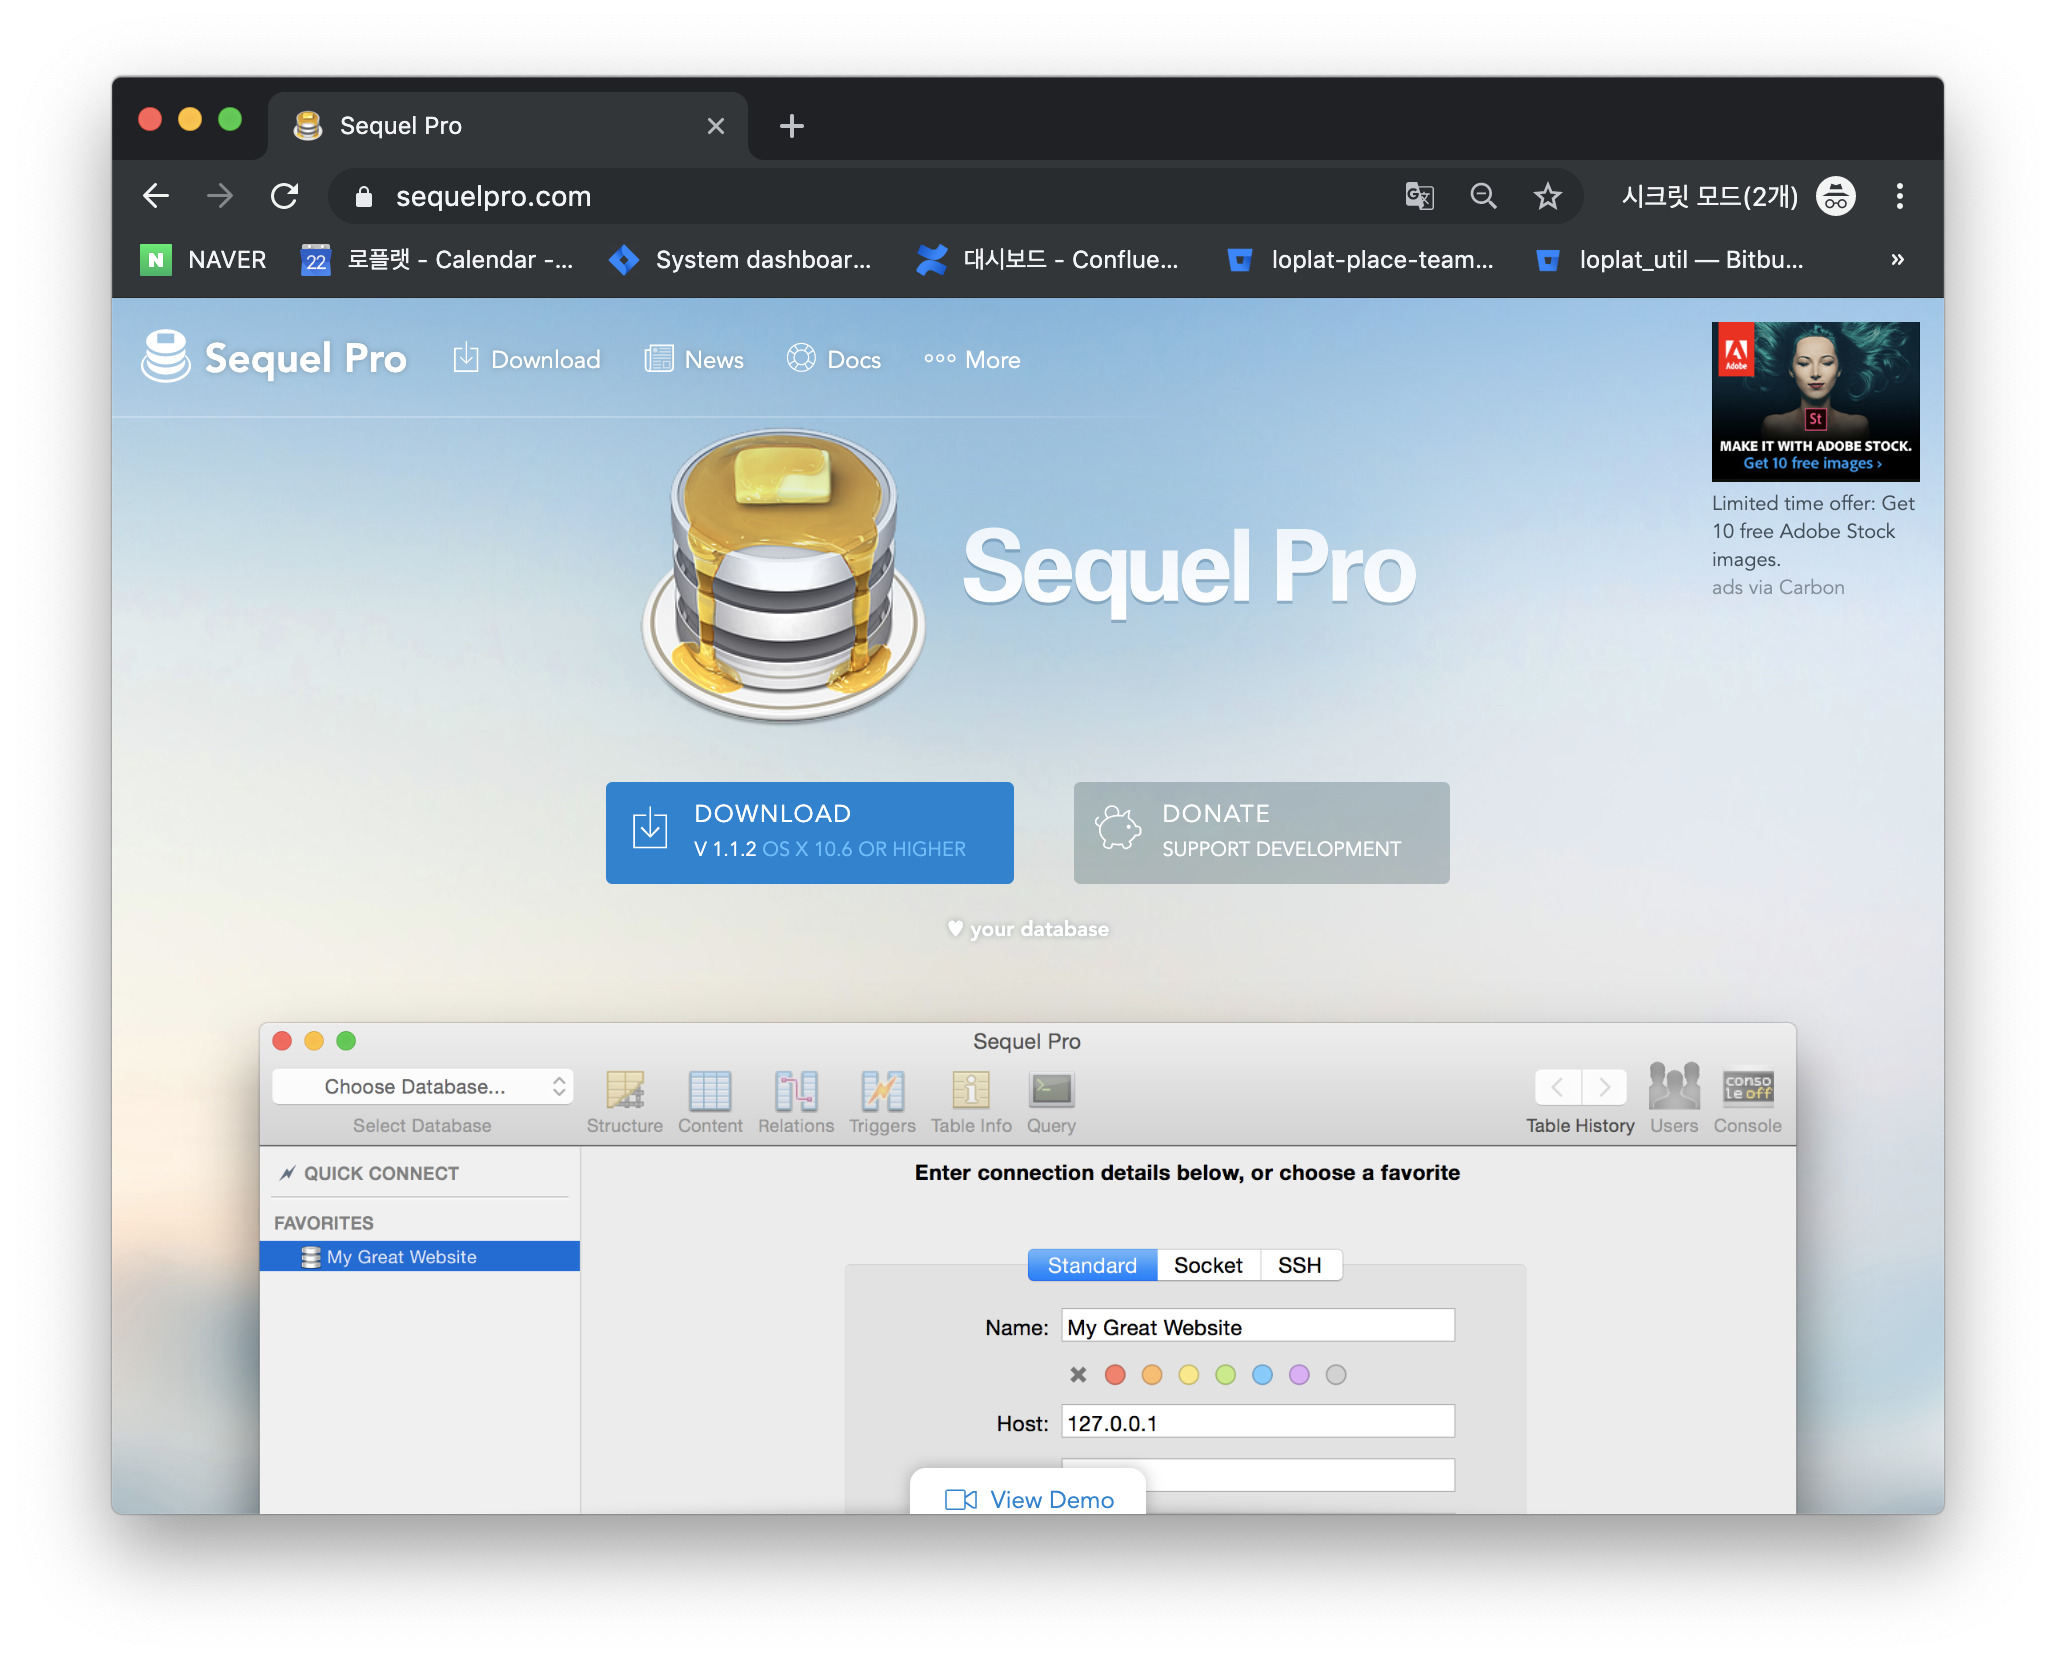 Sequel Pro
sequelpro.com
시크릿 모드(2개)
N NAVER
22 로플랫 - Calendar -...
System dashboar...
대시보드 - Conflue...
loplat-place-team...
loplat_util — Bitbu...
»
Sequel Pro
Download
News
Docs
More
Adobe
St
MAKE IT WITH ADOBE STOCK.
Get 10 free images ›
Limited time offer: Get
10 free Adobe Stock
images.
ads via Carbon
Sequel Pro
DOWNLOAD
V 1.1.2 OS X 10.6 OR HIGHER
DONATE
SUPPORT DEVELOPMENT
♥ your database
Sequel Pro
Choose Database...
Select Database
Structure
Content
Relations
Triggers
Table Info
Query
Table History
Users
conso
le off
Console
QUICK CONNECT
FAVORITES
My Great Website
Enter connection details below, or choose a favorite
Standard
Socket
SSH
Name: My Great Website
Host: 127.0.0.1
View Demo